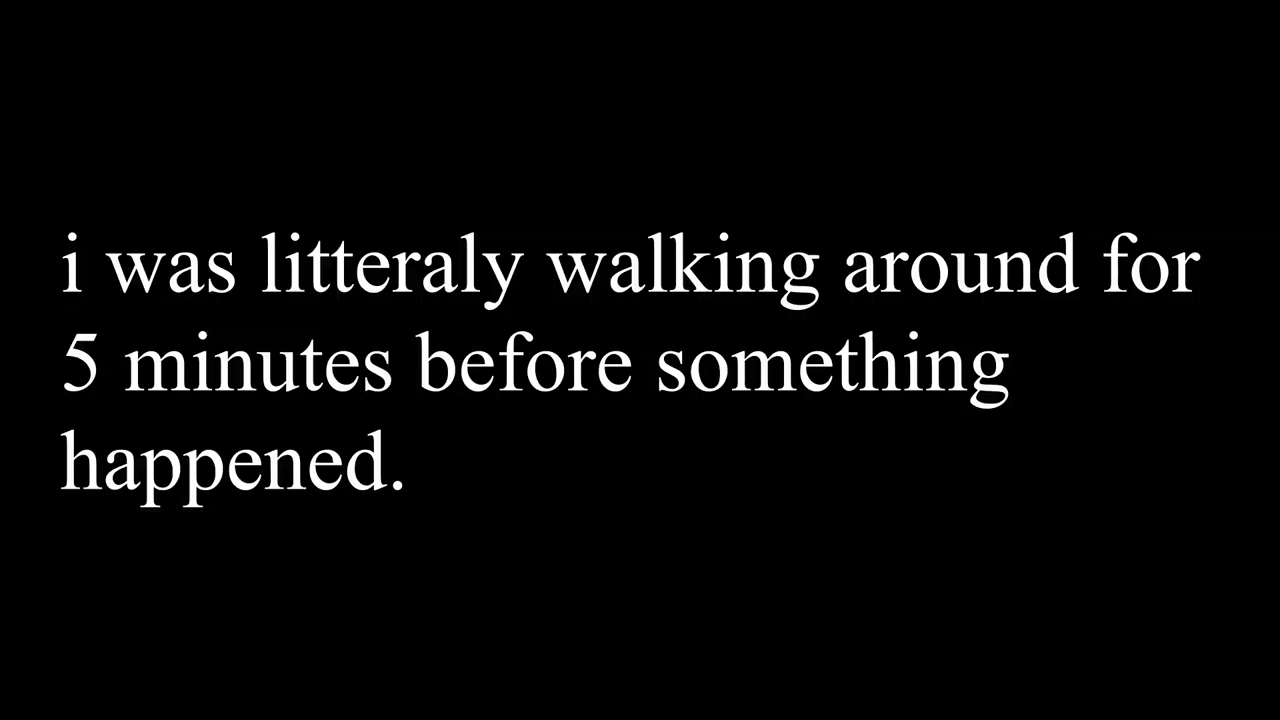 i was litteraly walking around for
5 minutes before something
happened.